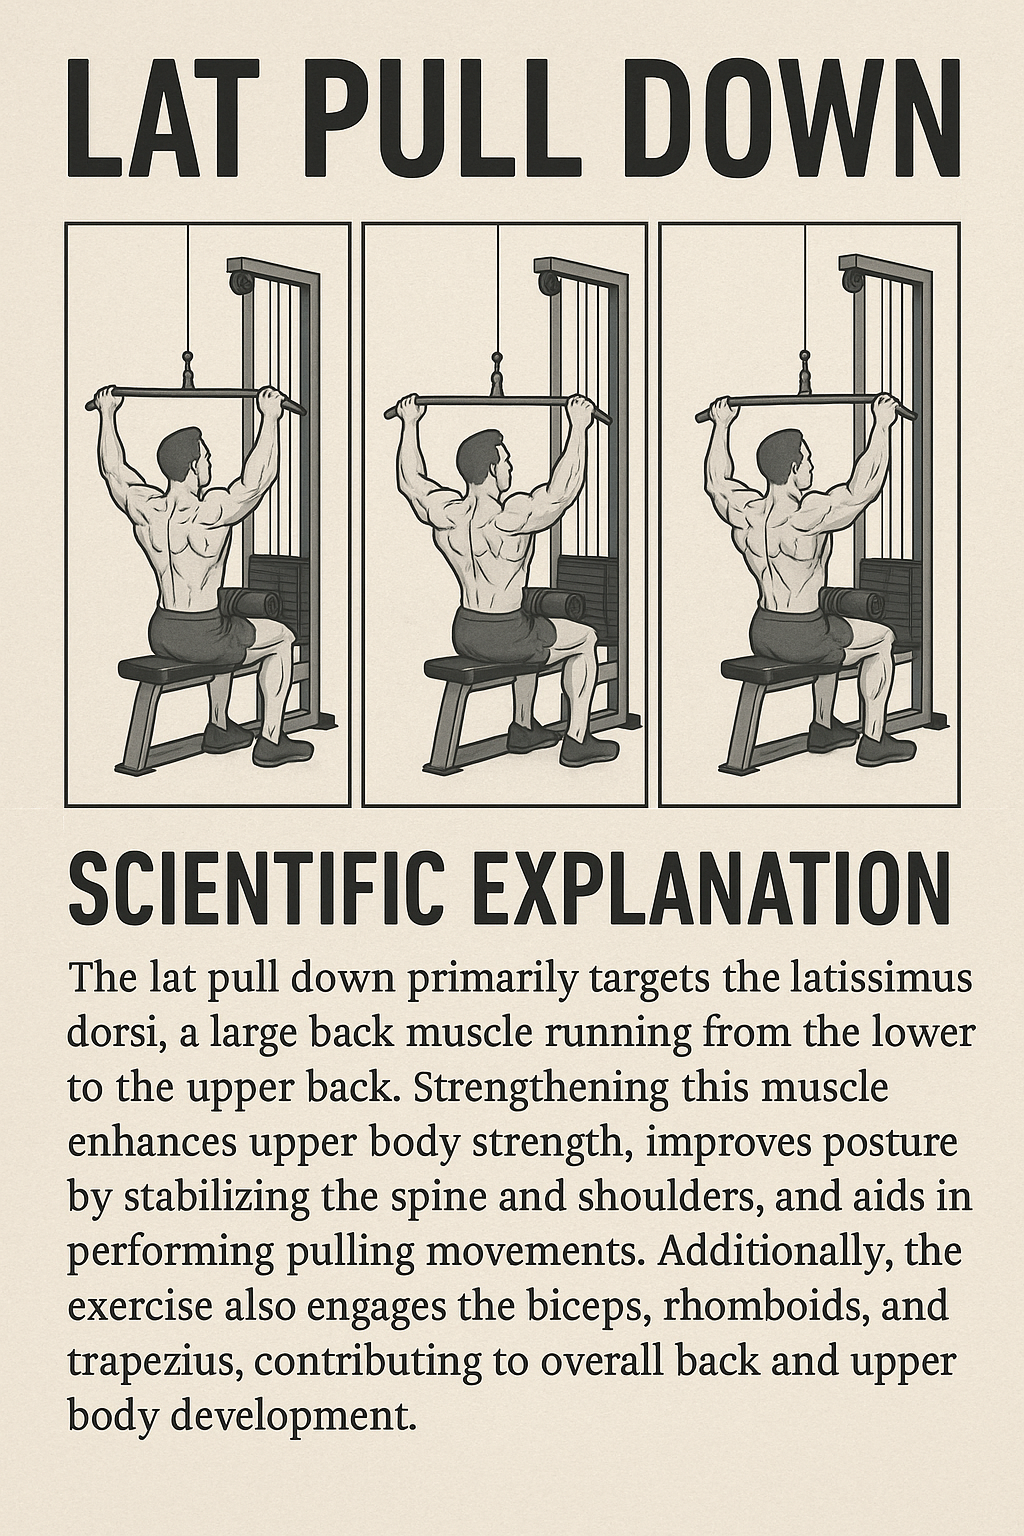 LAT PULL DOWN
SCIENTIFIC EXPLANATION
The lat pull down primarily targets the latissimus
dorsi, a large back muscle running from the lower
to the upper back. Strengthening this muscle
enhances upper body strength, improves posture
by stabilizing the spine and shoulders, and aids in
performing pulling movements. Additionally, the
exercise also engages the biceps, rhomboids, and
trapezius, contributing to overall back and upper
body development.